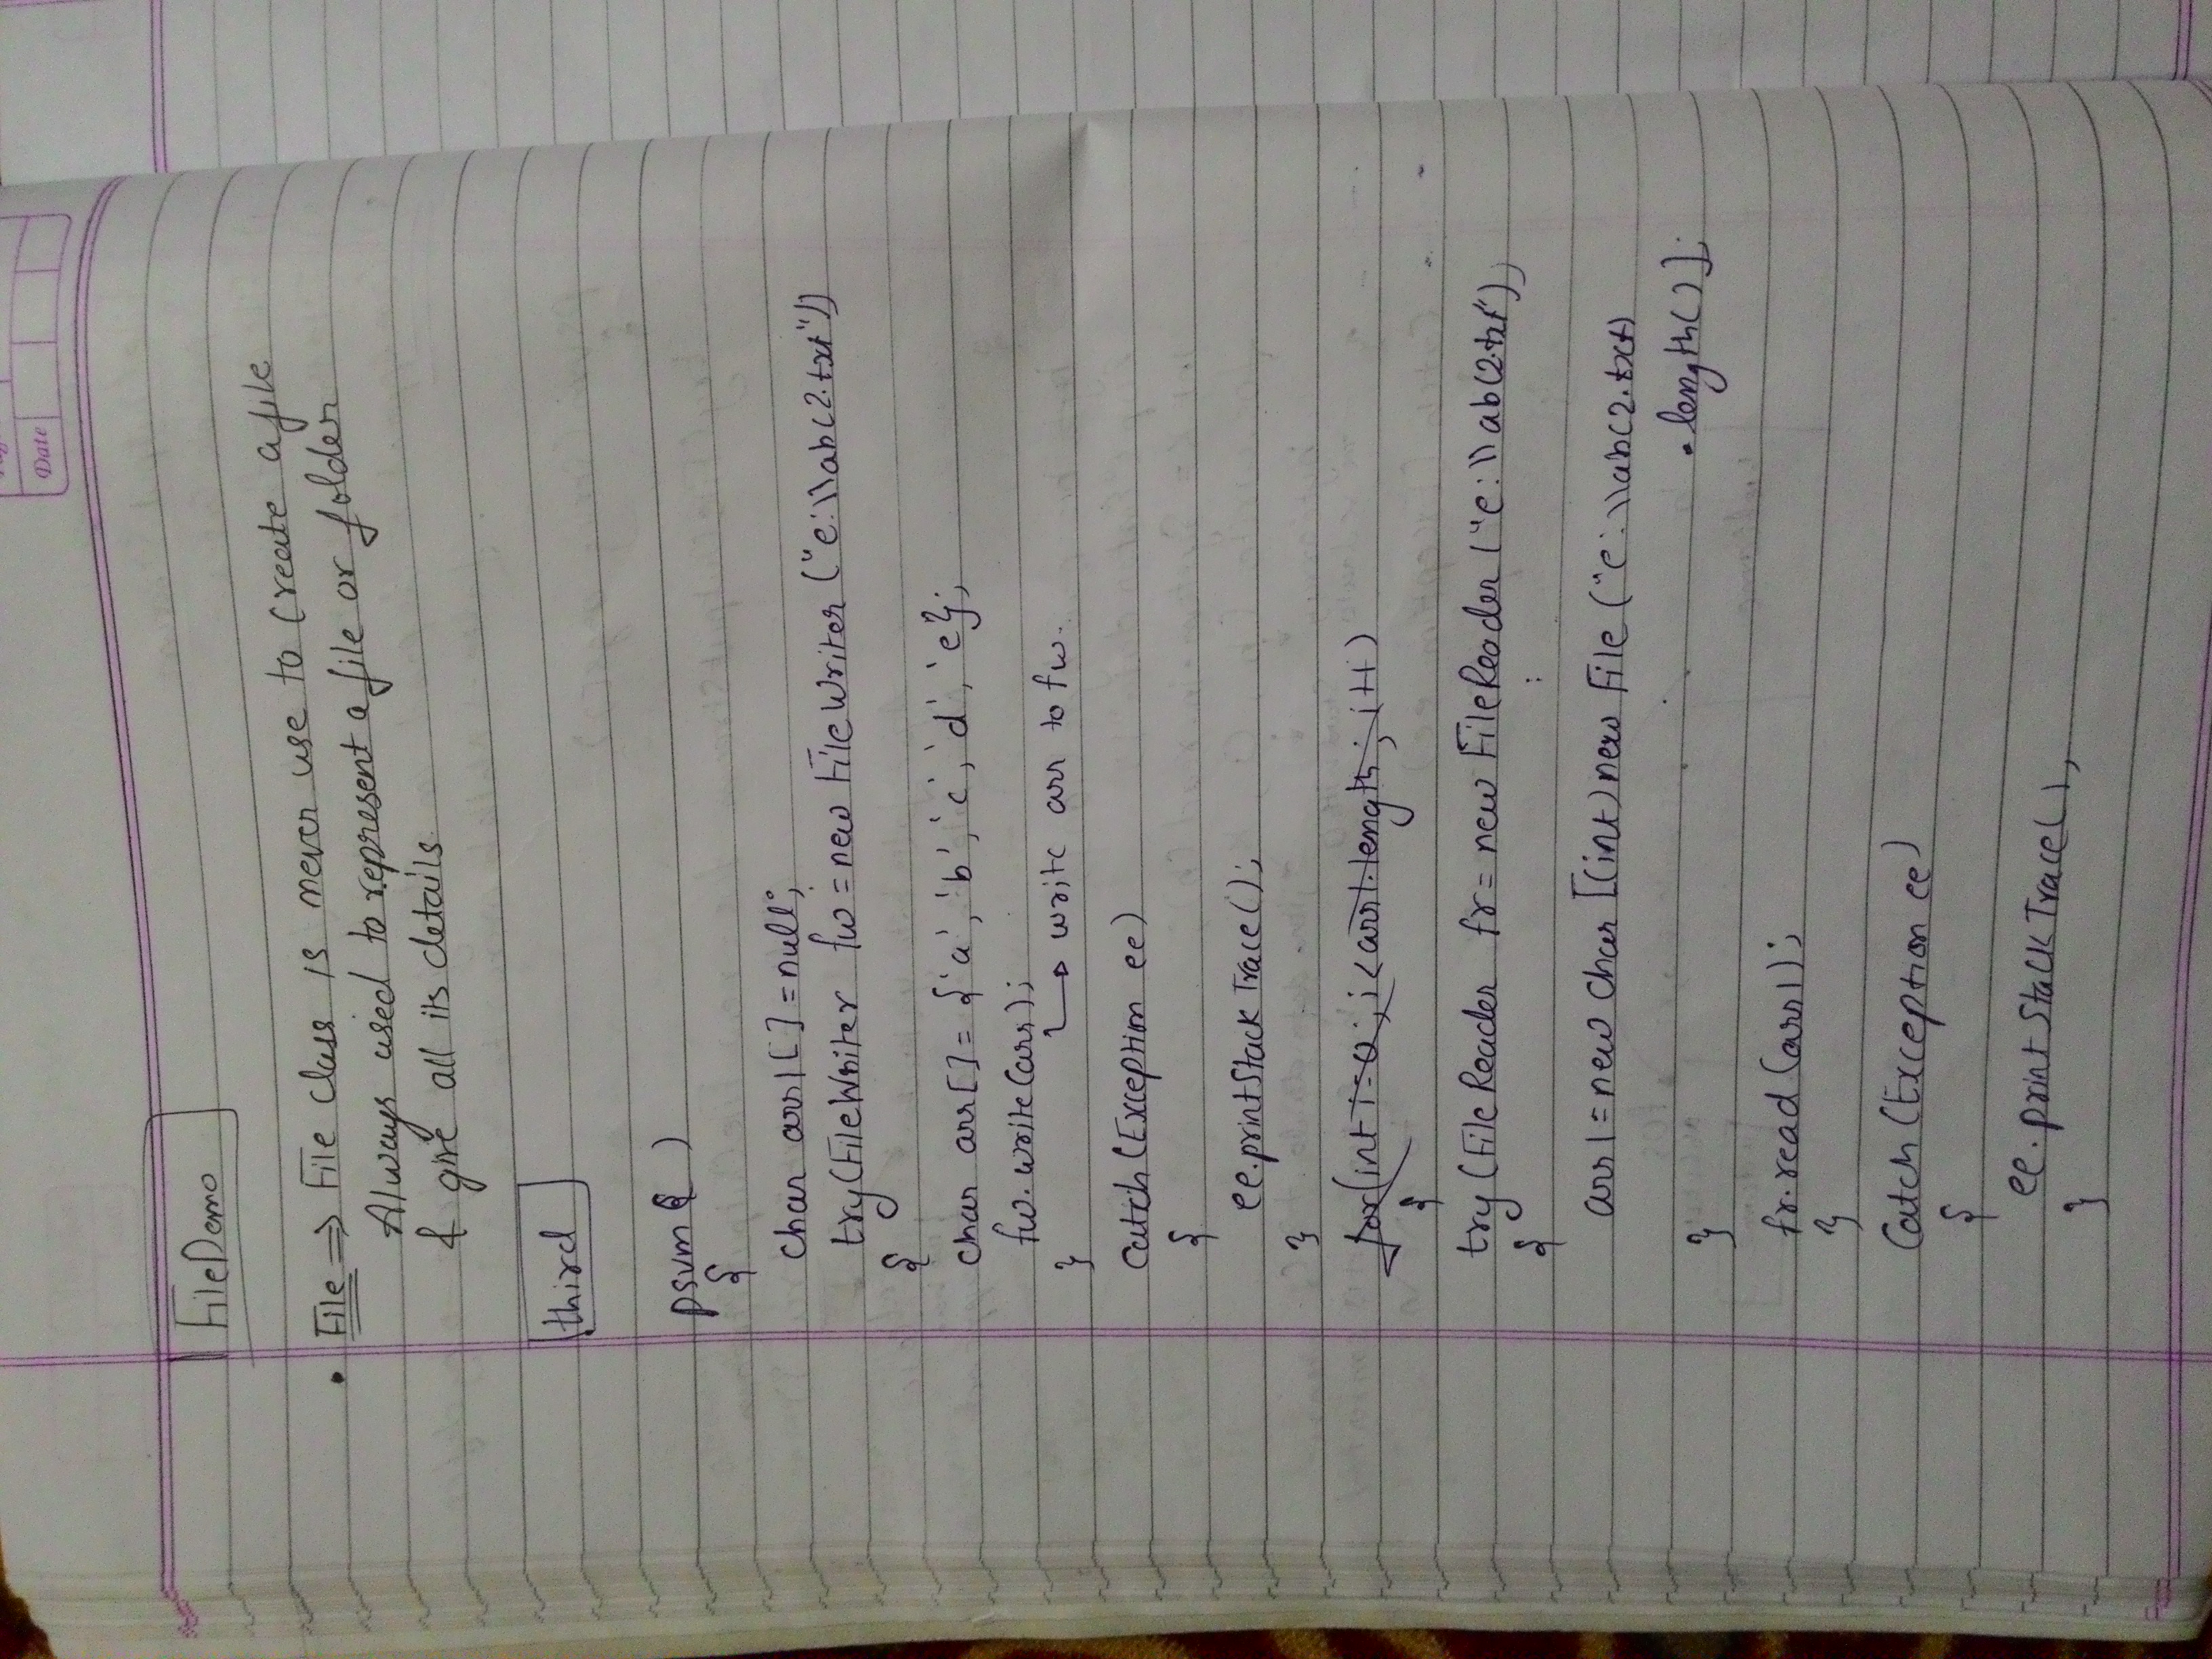 Date
FileDemo
• File ⇒ File class is never use to create a file
Always used to represent a file or folder
& give all its details.
third
psvm ( )
{
char arr1[ ] = null;
try(FileWriter fw = new FileWriter ("e:\\abc2.txt"))
{
char arr[ ] = {'a', 'b', 'c', 'd', 'e};
fw.write(arr);
↳ write arr to fw.
}
catch (Exception ee)
{
ee.printStackTrace();
}
for(int i=0; i<arr1.length; i++)
{
try (FileReader fr = new FileReader ("e:\\abc2.txt"))
{
arr1 = new char [(int) new File ("e:\\abc2.txt)
.length()];
}
fr.read (arr1);
}
Catch (Exception ee)
{
ee.printStackTrace();
}